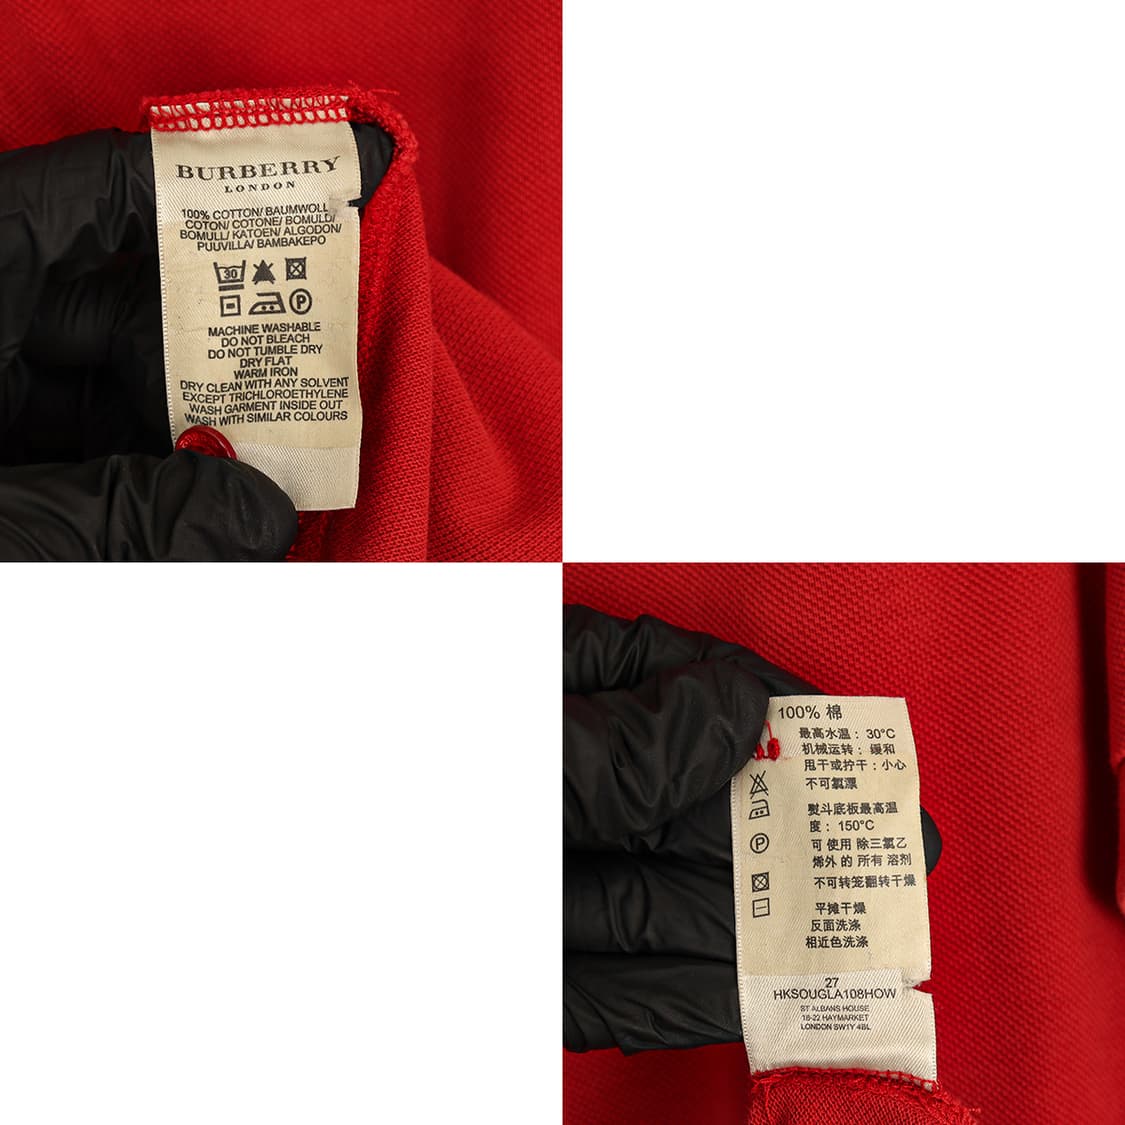 BURBERRY
LONDON
100% COTTON/ BAUMWOLL
COTON/ COTONE/ BOMULD/
BOMULL/ KATOEN/ ALGODON/
PUUVILLA/ BAMBAKEPO
30
P
MACHINE WASHABLE
DO NOT BLEACH
DO NOT TUMBLE DRY
DRY FLAT
WARM IRON
DRY CLEAN WITH ANY SOLVENT
EXCEPT TRICHLOROETHYLENE
WASH GARMENT INSIDE OUT
WASH WITH SIMILAR COLOURS
100% 棉
最高水温： 30°C
机械运转： 缓和
甩干或拧干：小心
不可氯漂
熨斗底板最高温
度： 150°C
P 可 使用 除三氯乙
烯外 的 所有 溶剂
不可转笼翻转干燥
平摊干燥
反面洗涤
相近色洗涤
27
HKSOUGLA108HOW
ST ALBANS HOUSE
18-22 HAYMARKET
LONDON SW1Y 4BL